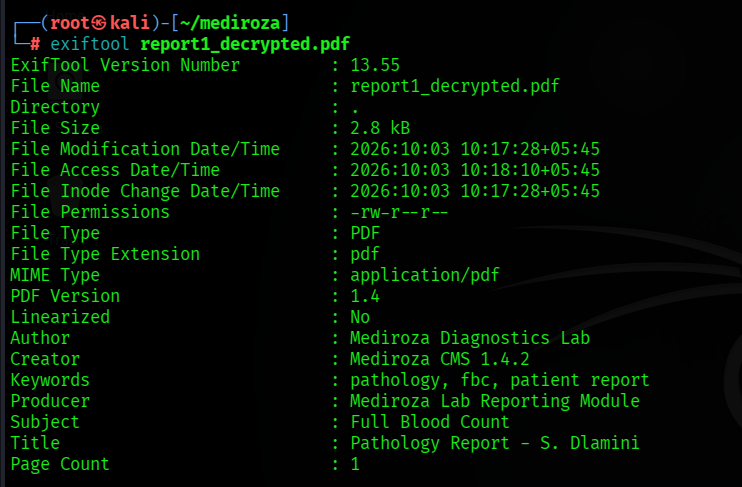 ┌──(root㉿kali)-[~/mediroza]
└─# exiftool report1_decrypted.pdf
ExifTool Version Number         : 13.55
File Name                       : report1_decrypted.pdf
Directory                       : .
File Size                       : 2.8 kB
File Modification Date/Time     : 2026:10:03 10:17:28+05:45
File Access Date/Time           : 2026:10:03 10:18:10+05:45
File Inode Change Date/Time     : 2026:10:03 10:17:28+05:45
File Permissions                : -rw-r--r--
File Type                       : PDF
File Type Extension             : pdf
MIME Type                       : application/pdf
PDF Version                     : 1.4
Linearized                      : No
Author                          : Mediroza Diagnostics Lab
Creator                         : Mediroza CMS 1.4.2
Keywords                        : pathology, fbc, patient report
Producer                        : Mediroza Lab Reporting Module
Subject                         : Full Blood Count
Title                           : Pathology Report - S. Dlamini
Page Count                      : 1